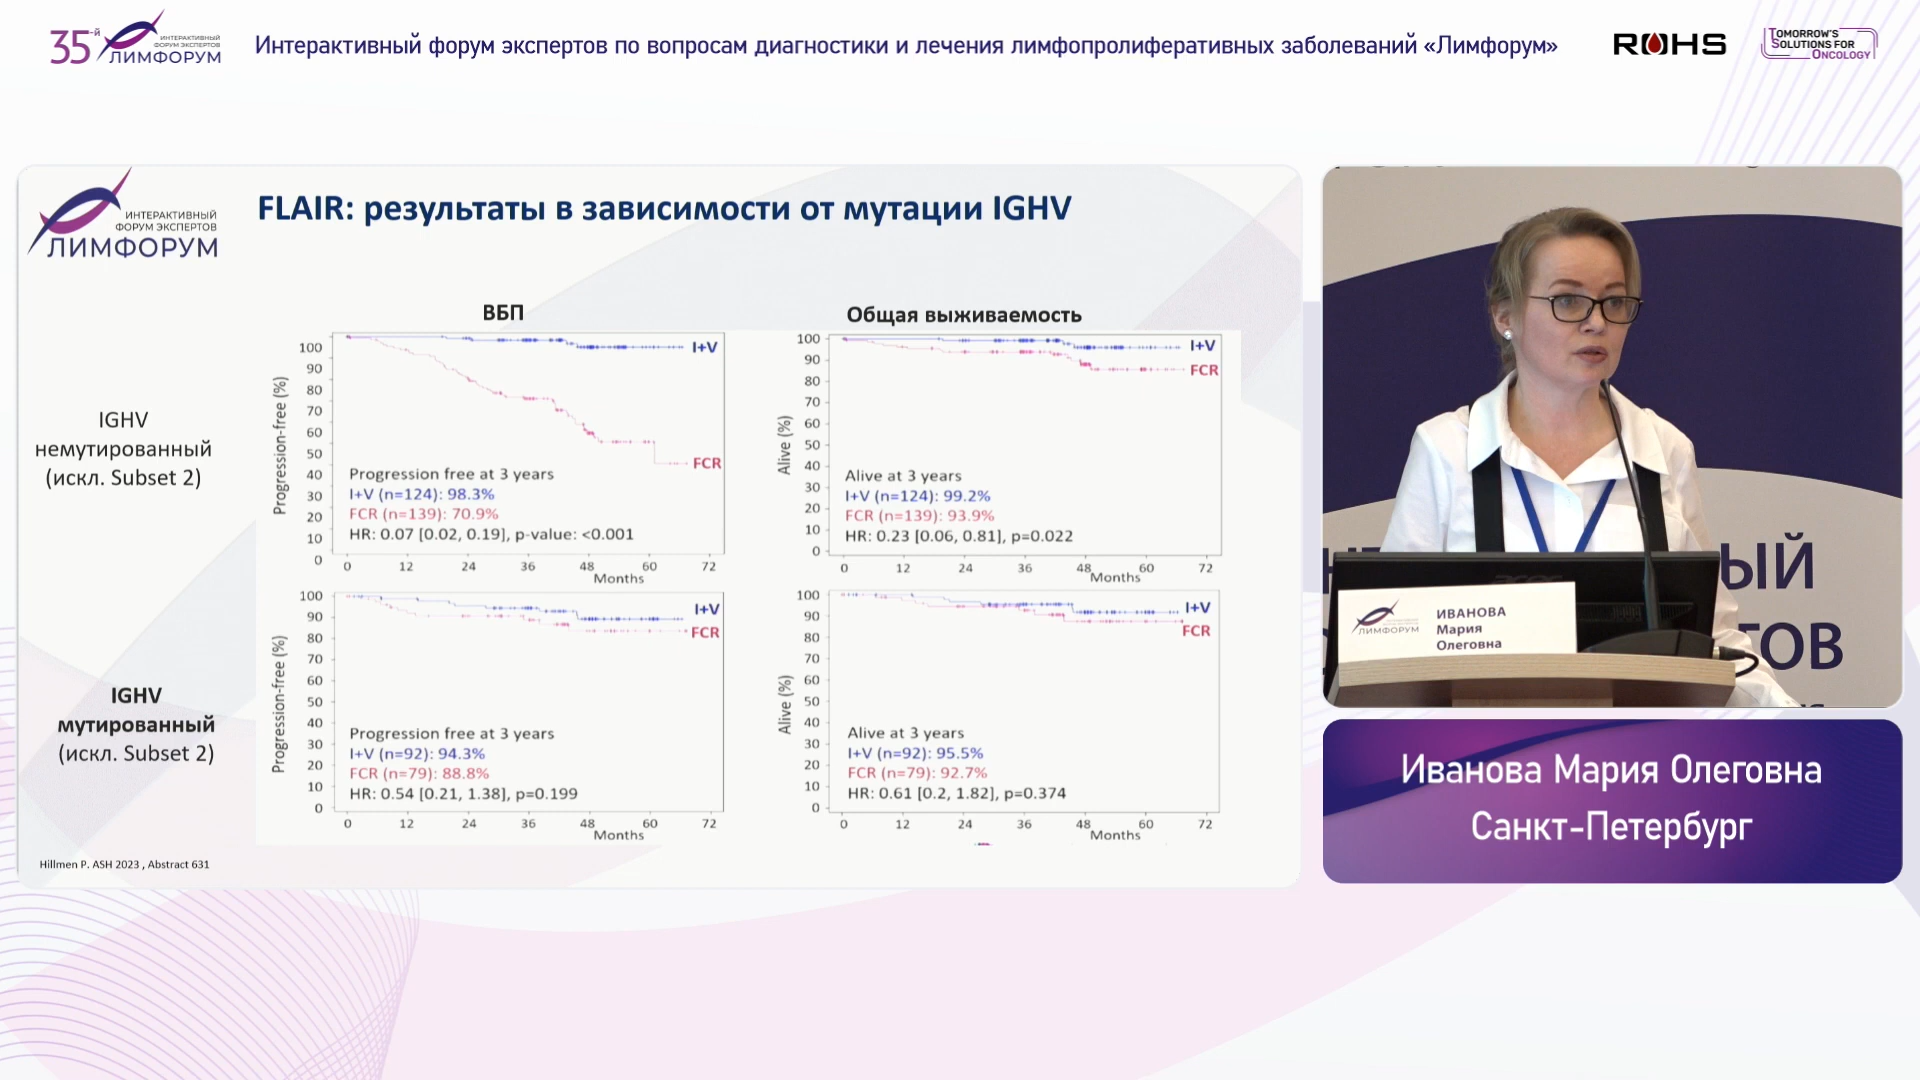 35-й
ИНТЕРАКТИВНЫЙ
ФОРУМ ЭКСПЕРТОВ
ЛИМФОРУМ
Интерактивный форум экспертов по вопросам диагностики и лечения лимфопролиферативных заболеваний «Лимфорум»
ROHS
TOMORROW'S
SOLUTIONS FOR
ONCOLOGY
ИНТЕРАКТИВНЫЙ
ФОРУМ ЭКСПЕРТОВ
ЛИМФОРУМ
FLAIR: результаты в зависимости от мутации IGHV
ВБП
Общая выживаемость
IGHV
немутированный
(искл. Subset 2)
Progression-free (%)
100
90
80
70
60
50
40
30
20
10
0
I+V
FCR
Progression free at 3 years
I+V (n=124): 98.3%
FCR (n=139): 70.9%
HR: 0.07 [0.02, 0.19], p-value: <0.001
0 12 24 36 48 60 72
Months
Alive (%)
100
90
80
70
60
50
40
30
20
10
0
I+V
FCR
Alive at 3 years
I+V (n=124): 99.2%
FCR (n=139): 93.9%
HR: 0.23 [0.06, 0.81], p=0.022
0 12 24 36 48 60 72
Months
IGHV
мутированный
(искл. Subset 2)
Progression-free (%)
100
90
80
70
60
50
40
30
20
10
0
I+V
FCR
Progression free at 3 years
I+V (n=92): 94.3%
FCR (n=79): 88.8%
HR: 0.54 [0.21, 1.38], p=0.199
0 12 24 36 48 60 72
Months
Alive (%)
100
90
80
70
60
50
40
30
20
10
0
I+V
FCR
Alive at 3 years
I+V (n=92): 95.5%
FCR (n=79): 92.7%
HR: 0.61 [0.2, 1.82], p=0.374
0 12 24 36 48 60 72
Months
Hillmen P. ASH 2023 , Abstract 631
ЫЙ
ТОВ
ЛИМФОРУМ
ИВАНОВА
Мария
Олеговна
Иванова Мария Олеговна
Санкт-Петербург